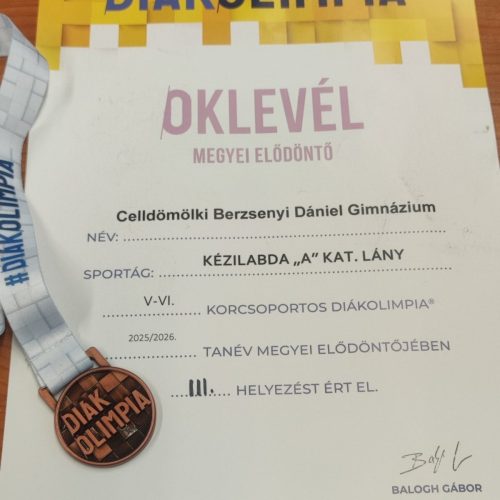 DIÁKOLIMPIA
OKLEVÉL
MEGYEI ELŐDÖNTŐ
Celldömölki Berzsenyi Dániel Gimnázium
NÉV:
KÉZILABDA „A” KAT. LÁNY
SPORTÁG:
V-VI. KORCSOPORTOS DIÁKOLIMPIA®
2025/2026. TANÉV MEGYEI ELŐDÖNTŐJÉBEN
III. HELYEZÉST ÉRT EL.
BALOGH GÁBOR
#DIÁKOLIMPIA
DIÁK
OLIMPIA